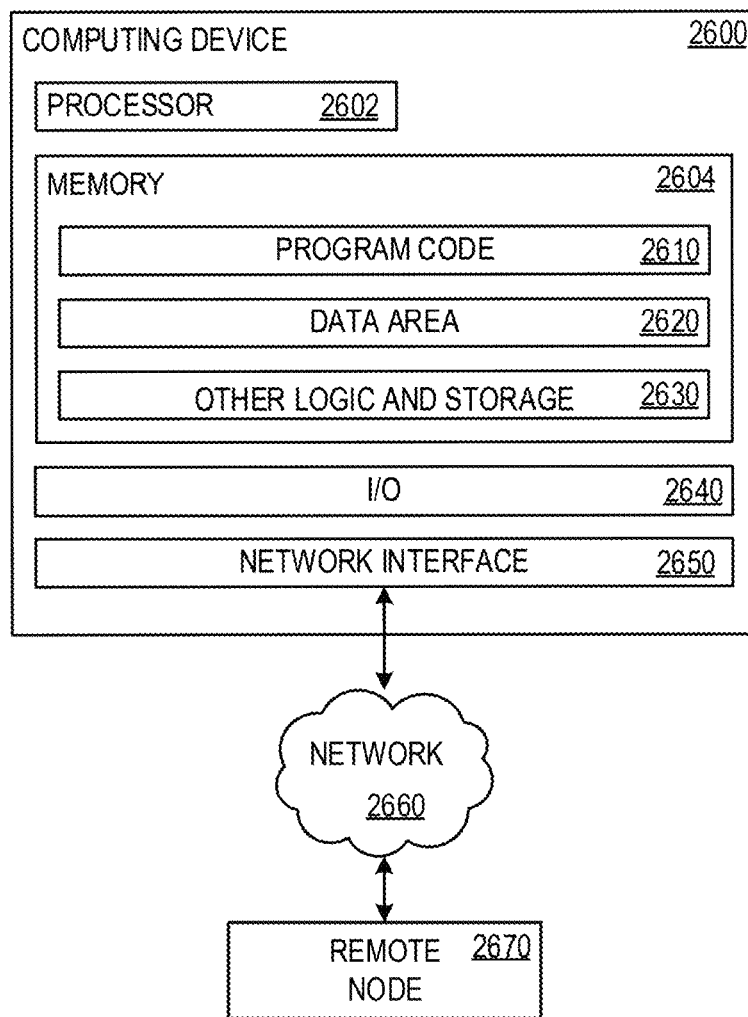 COMPUTING DEVICE 2600
PROCESSOR 2602
MEMORY 2604
PROGRAM CODE 2610
DATA AREA 2620
OTHER LOGIC AND STORAGE 2630
I/O 2640
NETWORK INTERFACE 2650
NETWORK
2660
REMOTE 2670
NODE